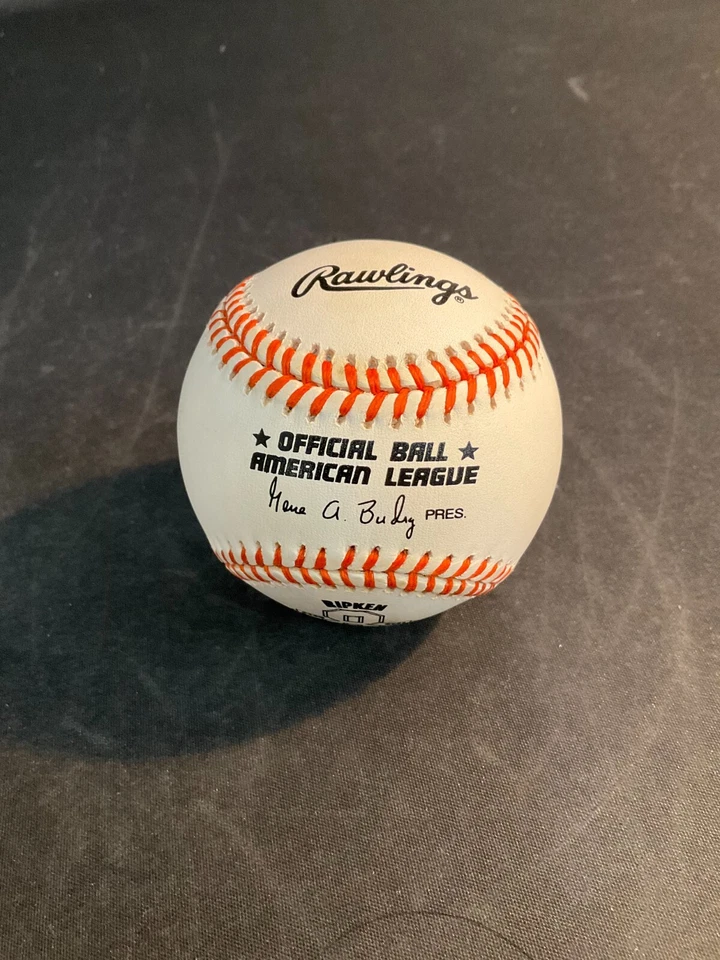 Rawlings®
★ OFFICIAL BALL ★
AMERICAN LEAGUE
Gene A. Budig PRES.
RIPKEN